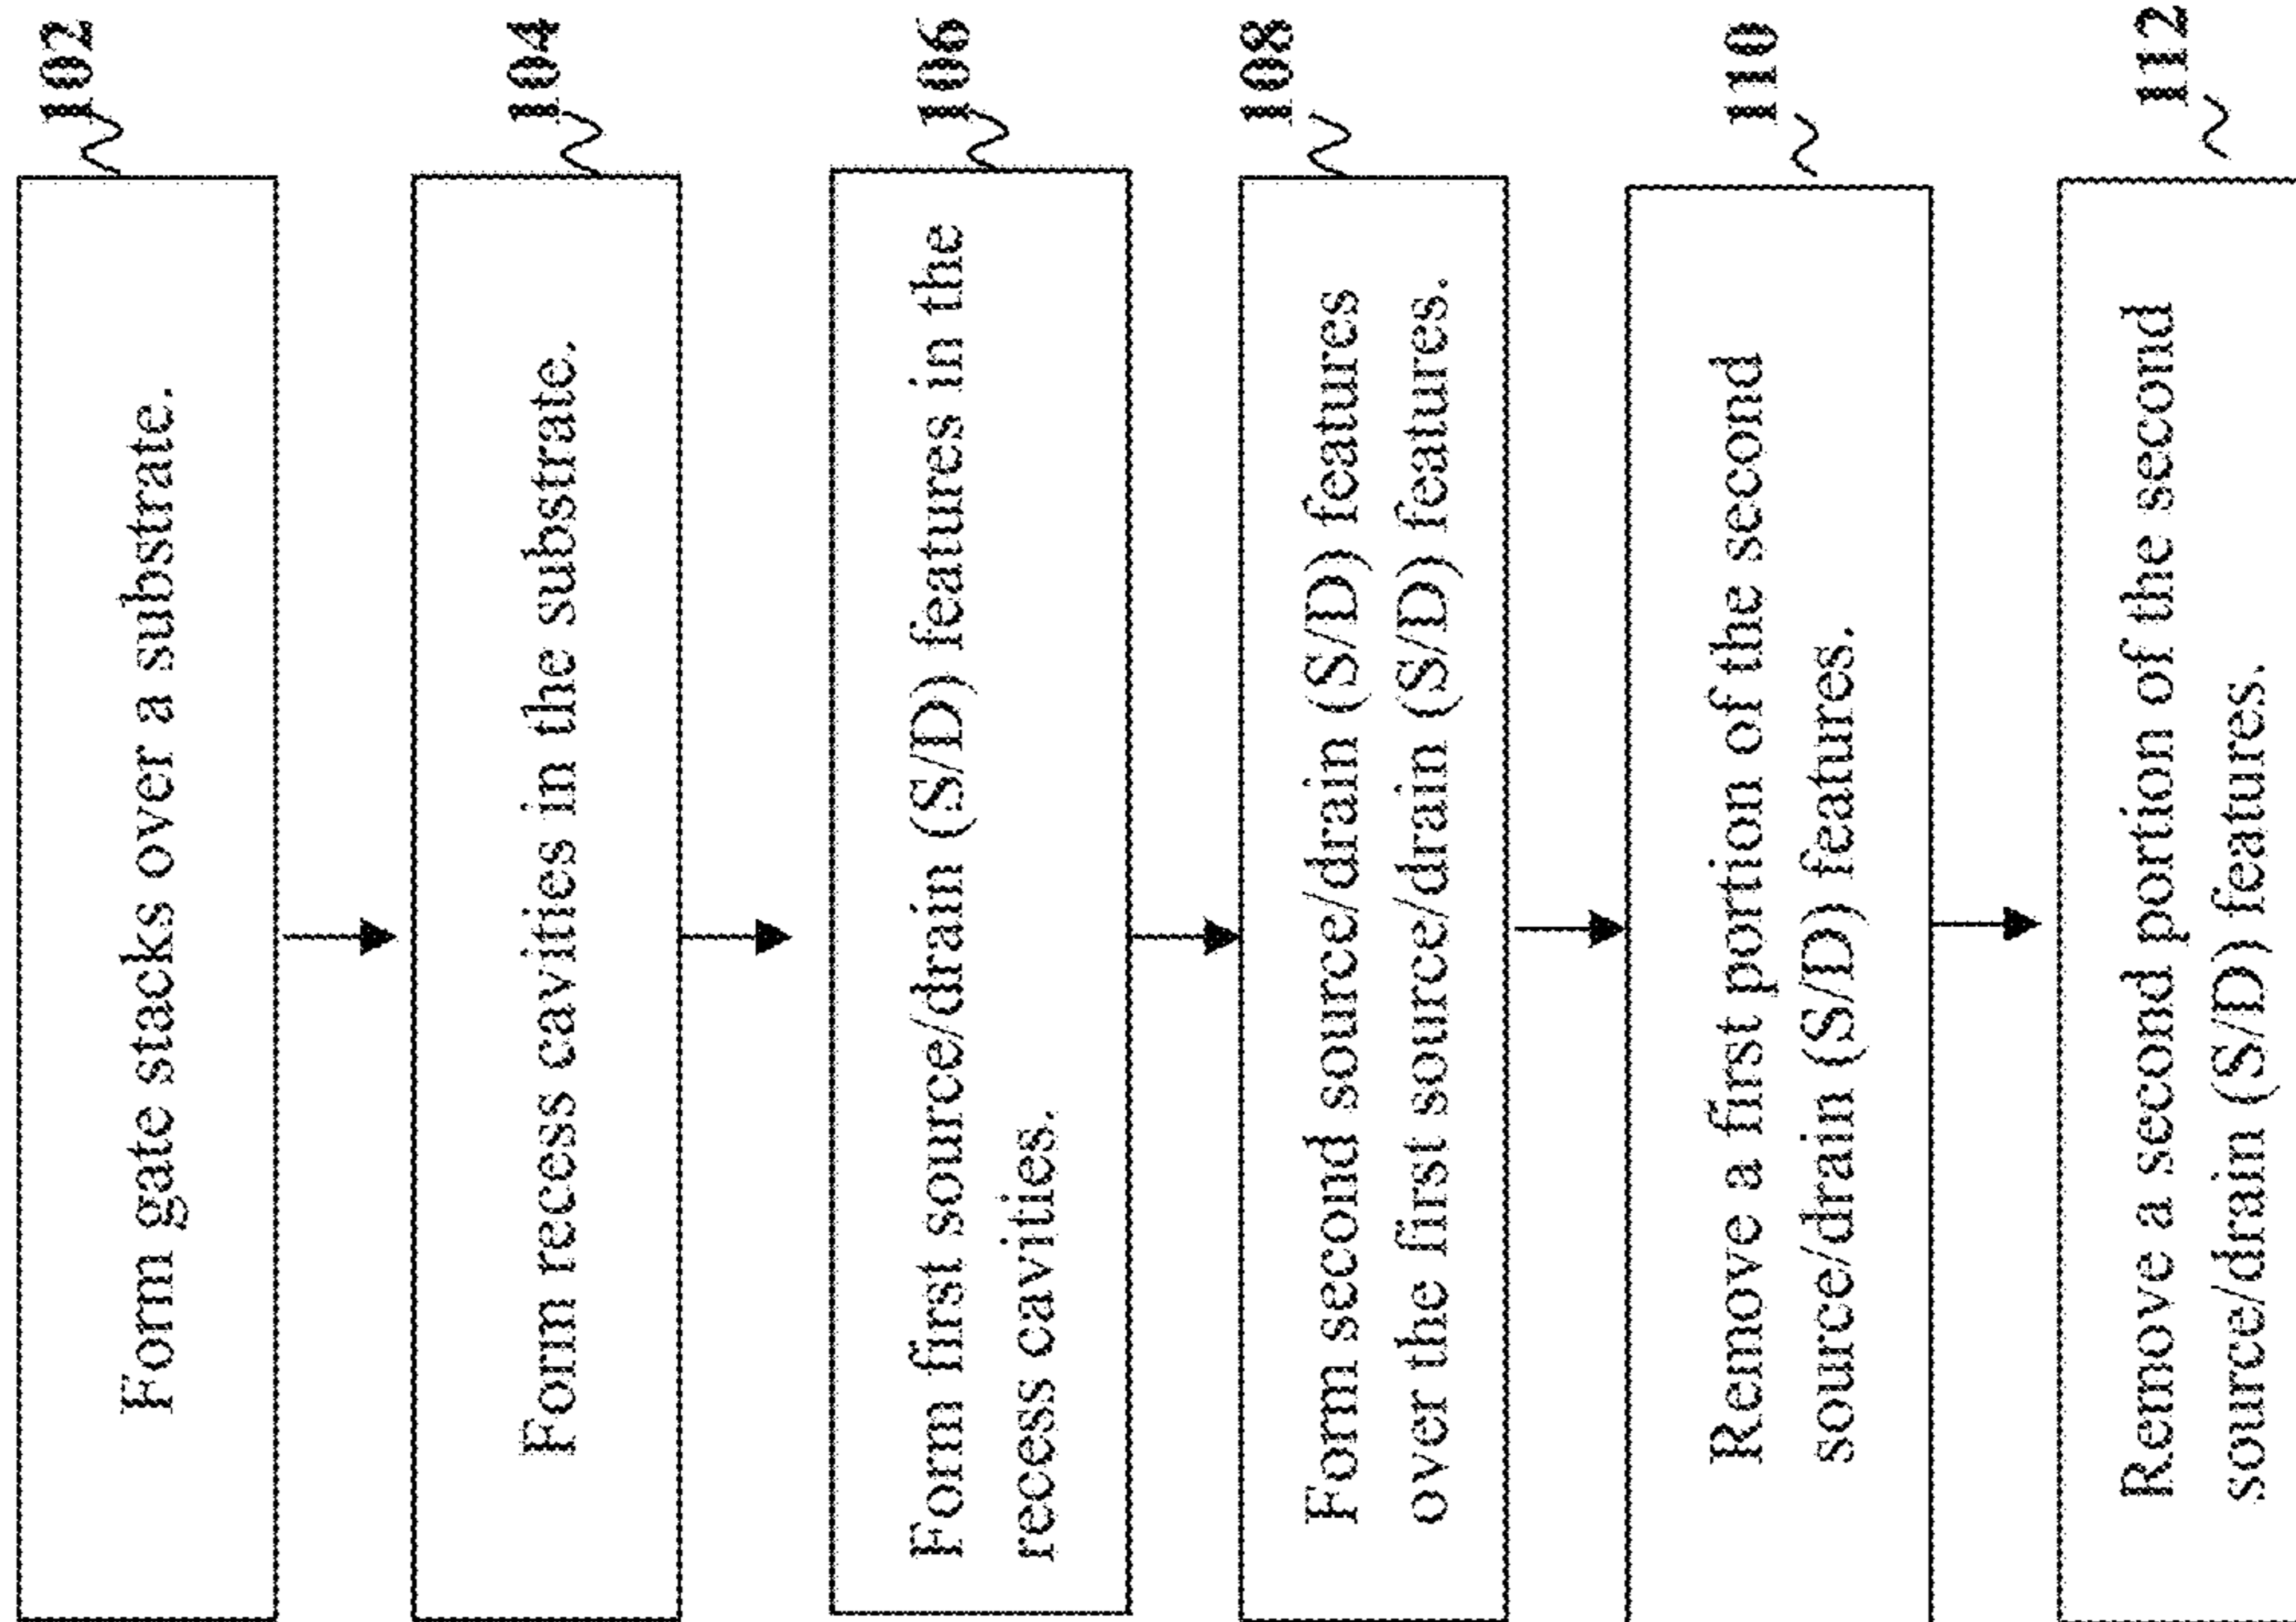 102
Form gate stacks over a substrate.
104
Form recess cavities in the substrate.
106
Form first source/drain (S/D) features in the
recess cavities.
108
Form second source/drain (S/D) features
over the first source/drain (S/D) features.
110
Remove a first portion of the second
source/drain (S/D) features.
112
Remove a second portion of the second
source/drain (S/D) features.